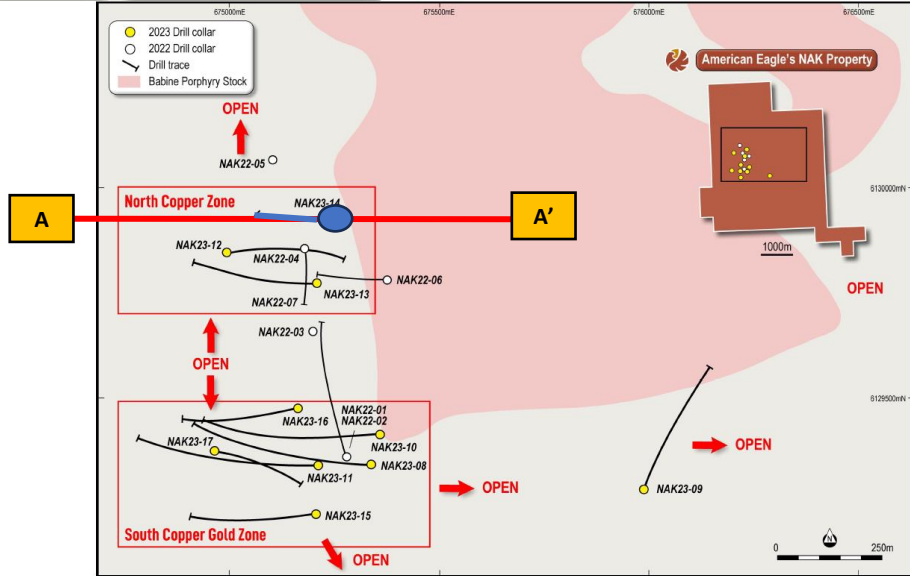 675000mE
675500mE
676000mE
676500mE
2023 Drill collar
2022 Drill collar
Drill trace
Babine Porphyry Stock
American Eagle's NAK Property
1000m
OPEN
NAK22-05
6130000mN
North Copper Zone
NAK23-14
A
A'
NAK23-12
NAK22-04
NAK22-06
NAK22-07
NAK23-13
OPEN
NAK22-03
OPEN
6129500mN
NAK22-01
NAK22-02
NAK23-16
NAK23-17
NAK23-10
NAK23-08
NAK23-11
OPEN
NAK23-09
OPEN
NAK23-15
South Copper Gold Zone
OPEN
N
0 250m